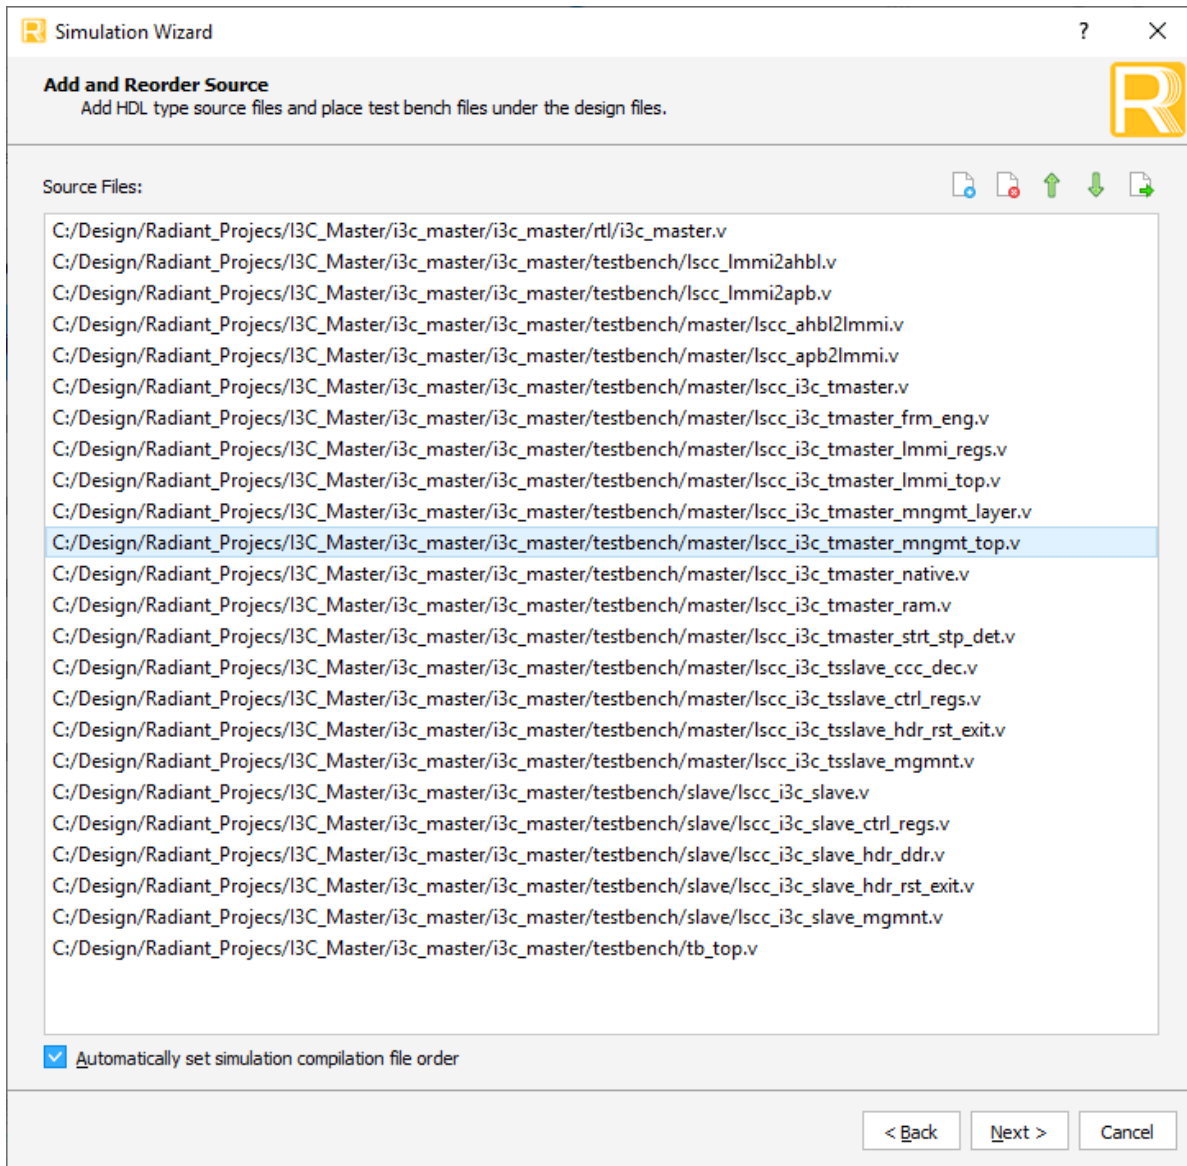 Simulation Wizard
?
Add and Reorder Source
Add HDL type source files and place test bench files under the design files.
Source Files:
C:/Design/Radiant_Projecs/I3C_Master/i3c_master/i3c_master/rtl/i3c_master.v
C:/Design/Radiant_Projecs/I3C_Master/i3c_master/i3c_master/testbench/lscc_lmmi2ahbl.v
C:/Design/Radiant_Projecs/I3C_Master/i3c_master/i3c_master/testbench/lscc_lmmi2apb.v
C:/Design/Radiant_Projecs/I3C_Master/i3c_master/i3c_master/testbench/master/lscc_ahbl2lmmi.v
C:/Design/Radiant_Projecs/I3C_Master/i3c_master/i3c_master/testbench/master/lscc_apb2lmmi.v
C:/Design/Radiant_Projecs/I3C_Master/i3c_master/i3c_master/testbench/master/lscc_i3c_tmaster.v
C:/Design/Radiant_Projecs/I3C_Master/i3c_master/i3c_master/testbench/master/lscc_i3c_tmaster_frm_eng.v
C:/Design/Radiant_Projecs/I3C_Master/i3c_master/i3c_master/testbench/master/lscc_i3c_tmaster_lmmi_regs.v
C:/Design/Radiant_Projecs/I3C_Master/i3c_master/i3c_master/testbench/master/lscc_i3c_tmaster_lmmi_top.v
C:/Design/Radiant_Projecs/I3C_Master/i3c_master/i3c_master/testbench/master/lscc_i3c_tmaster_mngmt_layer.v
C:/Design/Radiant_Projecs/I3C_Master/i3c_master/i3c_master/testbench/master/lscc_i3c_tmaster_mngmt_top.v
C:/Design/Radiant_Projecs/I3C_Master/i3c_master/i3c_master/testbench/master/lscc_i3c_tmaster_native.v
C:/Design/Radiant_Projecs/I3C_Master/i3c_master/i3c_master/testbench/master/lscc_i3c_tmaster_ram.v
C:/Design/Radiant_Projecs/I3C_Master/i3c_master/i3c_master/testbench/master/lscc_i3c_tmaster_strt_stp_det.v
C:/Design/Radiant_Projecs/I3C_Master/i3c_master/i3c_master/testbench/master/lscc_i3c_tsslave_ccc_dec.v
C:/Design/Radiant_Projecs/I3C_Master/i3c_master/i3c_master/testbench/master/lscc_i3c_tsslave_ctrl_regs.v
C:/Design/Radiant_Projecs/I3C_Master/i3c_master/i3c_master/testbench/master/lscc_i3c_tsslave_hdr_rst_exit.v
C:/Design/Radiant_Projecs/I3C_Master/i3c_master/i3c_master/testbench/master/lscc_i3c_tsslave_mgmnt.v
C:/Design/Radiant_Projecs/I3C_Master/i3c_master/i3c_master/testbench/slave/lscc_i3c_slave.v
C:/Design/Radiant_Projecs/I3C_Master/i3c_master/i3c_master/testbench/slave/lscc_i3c_slave_ctrl_regs.v
C:/Design/Radiant_Projecs/I3C_Master/i3c_master/i3c_master/testbench/slave/lscc_i3c_slave_hdr_ddr.v
C:/Design/Radiant_Projecs/I3C_Master/i3c_master/i3c_master/testbench/slave/lscc_i3c_slave_hdr_rst_exit.v
C:/Design/Radiant_Projecs/I3C_Master/i3c_master/i3c_master/testbench/slave/lscc_i3c_slave_mgmnt.v
C:/Design/Radiant_Projecs/I3C_Master/i3c_master/i3c_master/testbench/tb_top.v
Automatically set simulation compilation file order
< Back
Next >
Cancel